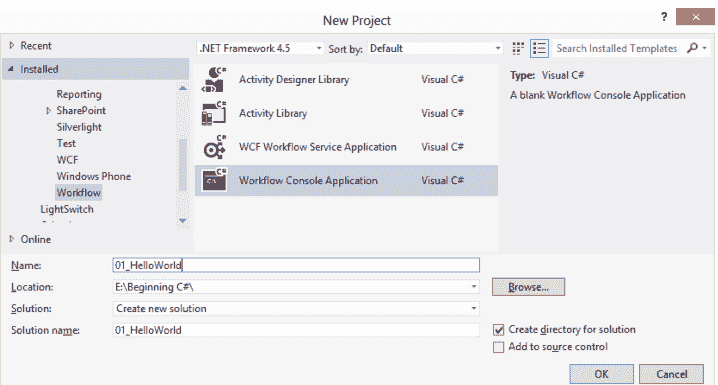 New Project
? ×
Recent
.NET Framework 4.5 Sort by: Default Search Installed Templates
Installed
Reporting
SharePoint
Silverlight
Test
WCF
Windows Phone
Workflow
LightSwitch
Online
C# Activity Designer Library Visual C#
C# Activity Library Visual C#
C# WCF Workflow Service Application Visual C#
C# Workflow Console Application Visual C#
Type: Visual C#
A blank Workflow Console Application
Name: 01_HelloWorld
Location: E:\Beginning C#\ Browse...
Solution: Create new solution
Solution name: 01_HelloWorld
Create directory for solution
Add to source control
OK Cancel